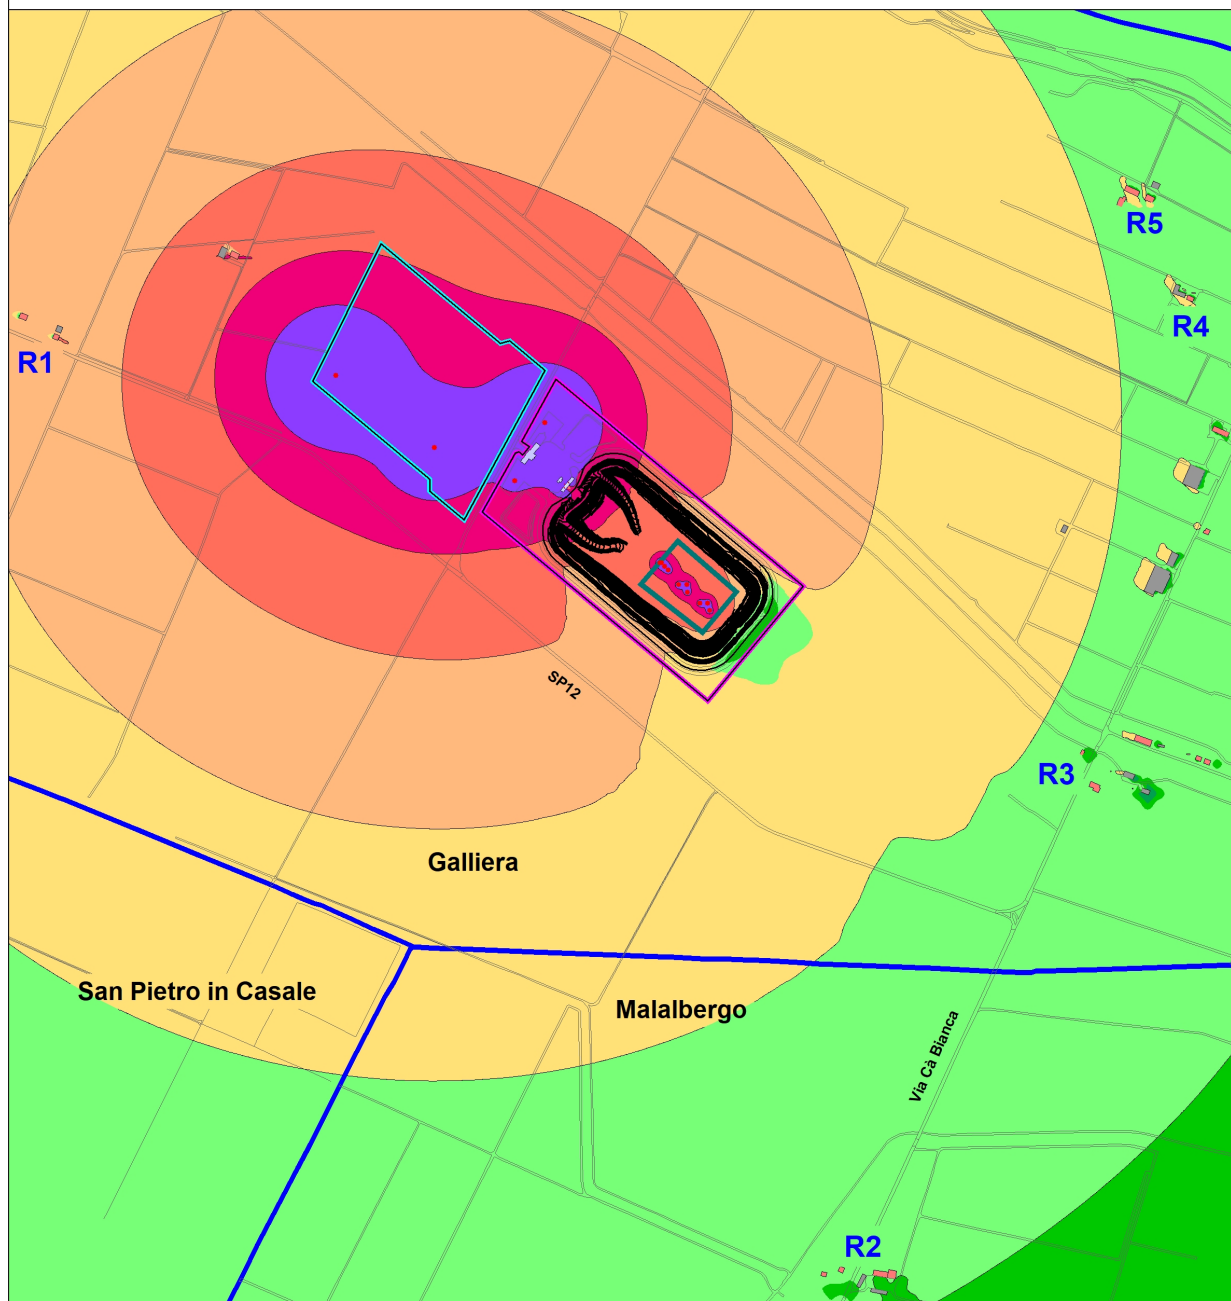 R5
R4
R1
SP12
R3
Galliera
San Pietro in Casale
Malalbergo
Via Cà Bianca
R2